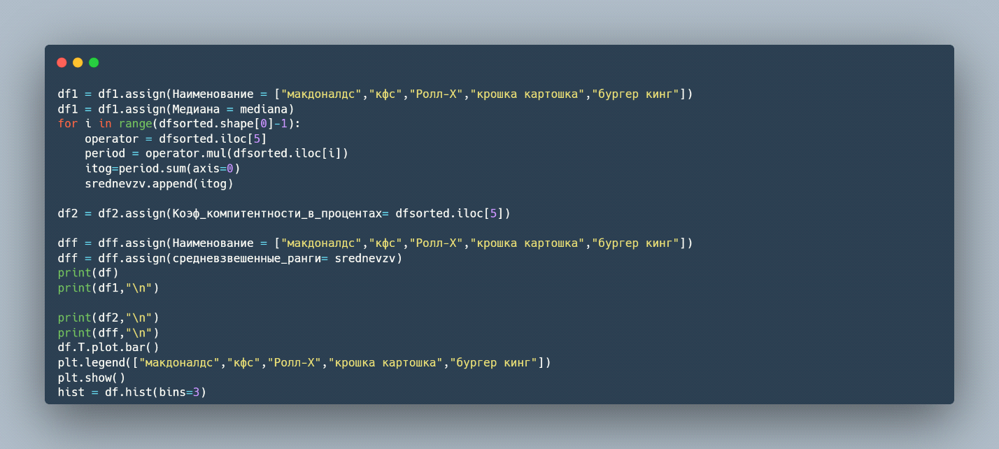 df1 = df1.assign(Наименование = ["макдоналдс","кфс","Ролл-Х","крошка картошка","бургер кинг"])
df1 = df1.assign(Медиана = mediana)
for i in range(dfsorted.shape[0]-1):
    operator = dfsorted.iloc[5]
    period = operator.mul(dfsorted.iloc[i])
    itog=period.sum(axis=0)
    srednevzv.append(itog)
df2 = df2.assign(Коэф_компитентности_в_процентах= dfsorted.iloc[5])
dff = dff.assign(Наименование = ["макдоналдс","кфс","Ролл-Х","крошка картошка","бургер кинг"])
dff = dff.assign(средневзвешенные_ранги= srednevzv)
print(df)
print(df1,"\n")
print(df2,"\n")
print(dff,"\n")
df.T.plot.bar()
plt.legend(["макдоналдс","кфс","Ролл-Х","крошка картошка","бургер кинг"])
plt.show()
hist = df.hist(bins=3)